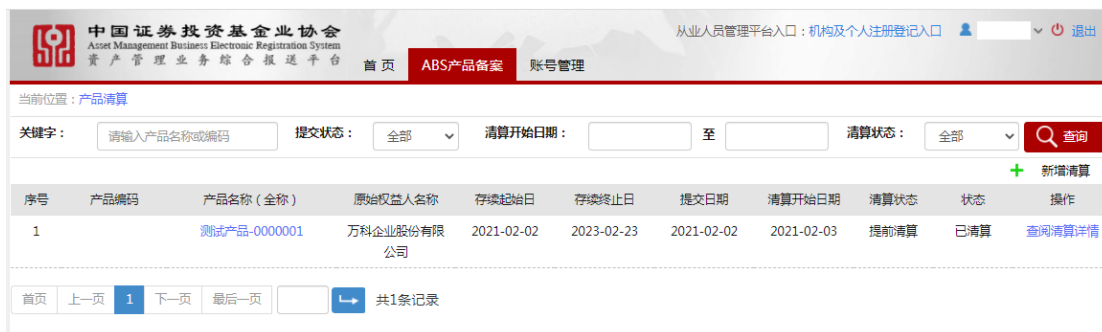 中国证券投资基金业协会
Asset Management Business Electronic Registration System
资产管理业务综合报送平台
从业人员管理平台入口：机构及个人注册登记入口 退出
首页 ABS产品备案 账号管理
当前位置：产品清算
关键字： 请输入产品名称或编码 提交状态： 全部 清算开始日期： 至 清算状态： 全部 查询
新增清算
序号 产品编码 产品名称（全称） 原始权益人名称 存续起始日 存续终止日 提交日期 清算开始日期 清算状态 状态 操作
1 测试产品-0000001 万科企业股份有限 2021-02-02 2023-02-23 2021-02-02 2021-02-03 提前清算 已清算 查阅清算详情
公司
首页 上一页 1 下一页 最后一页 共1条记录